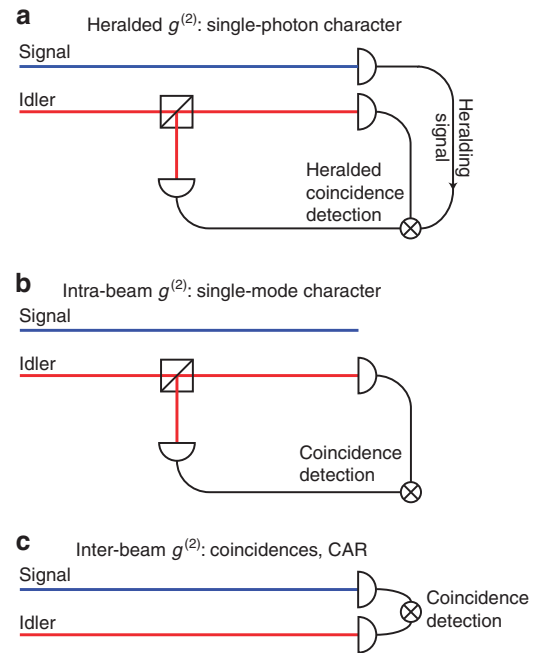 a
Heralded g(2): single-photon character
Signal
Idler
Heralding
signal
Heralded
coincidence
detection
b
Intra-beam g(2): single-mode character
Signal
Idler
Coincidence
detection
c
Inter-beam g(2): coincidences, CAR
Signal
Idler
Coincidence
detection